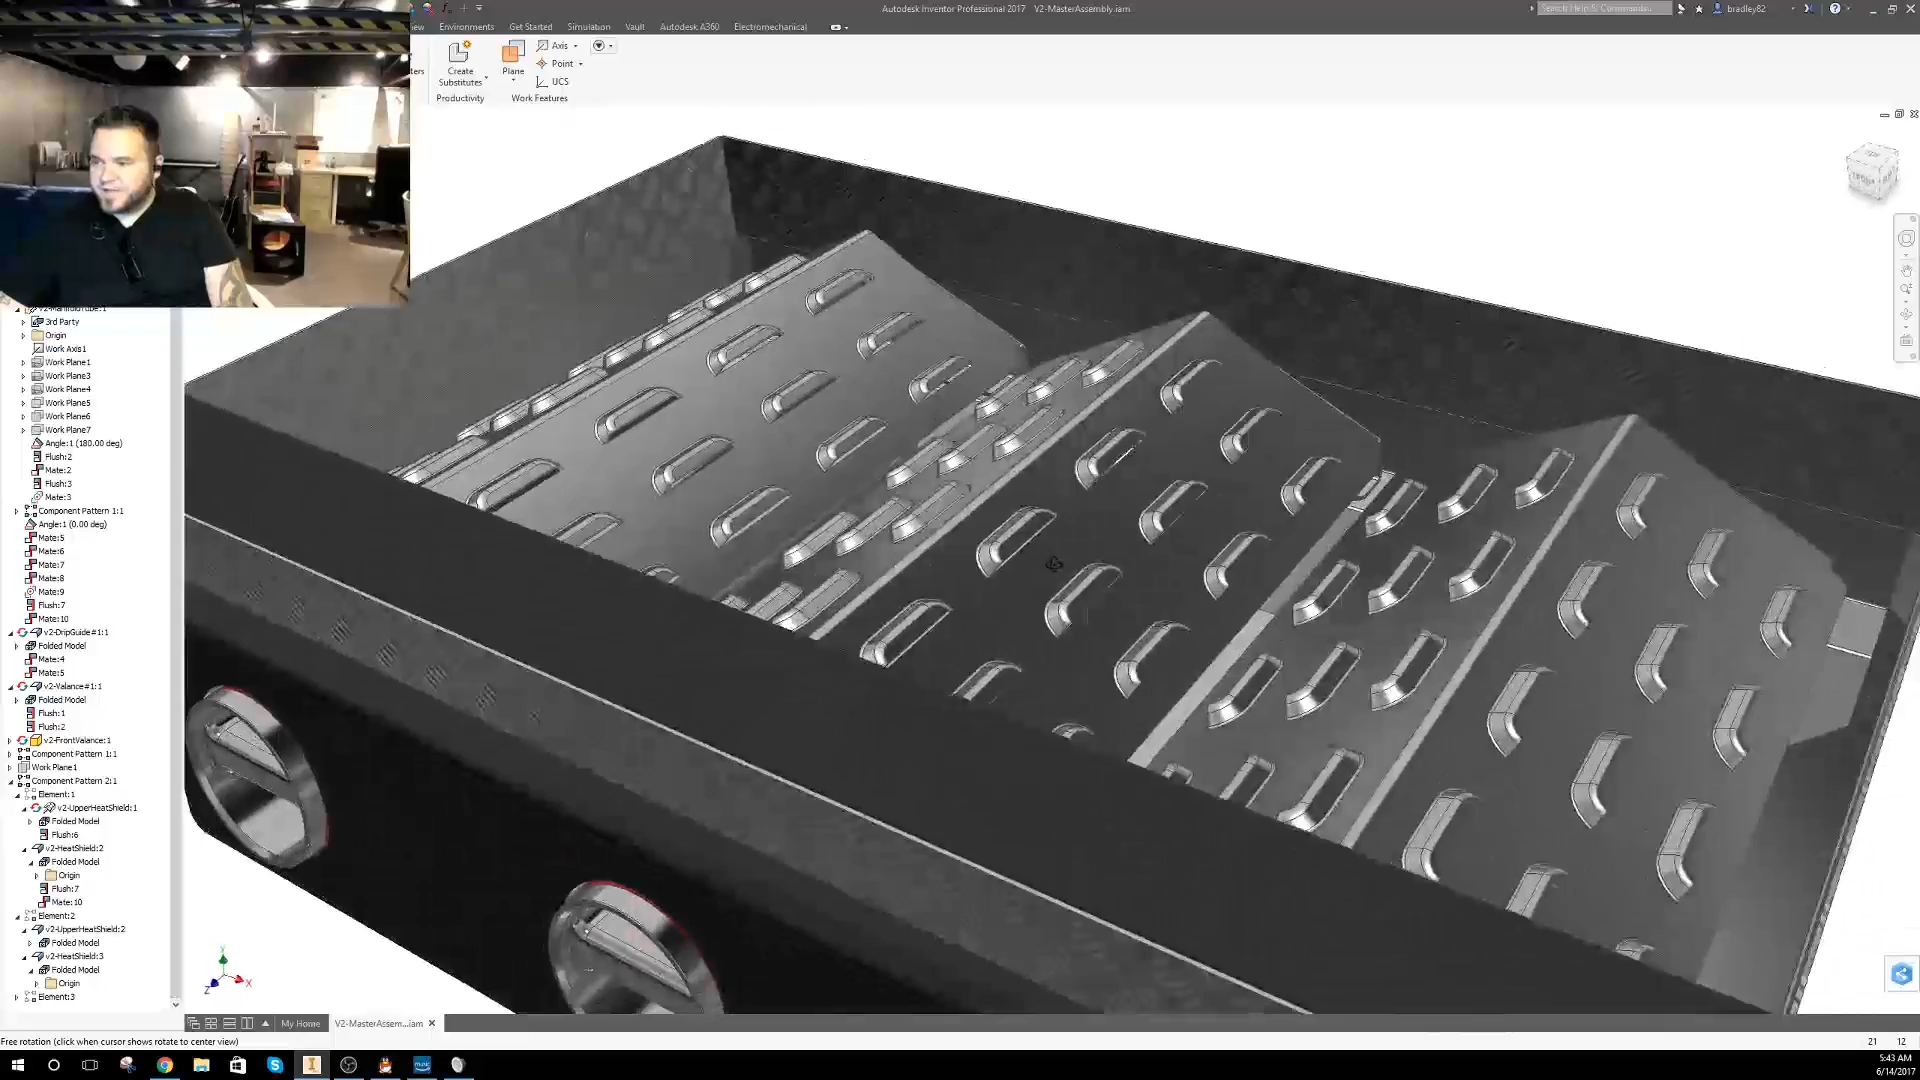 Autodesk Inventor Professional 2017 V2-MasterAssembly.iam
Search Help & Commands...
bradley82
Environments Get Started Simulation Vault Autodesk A360 Electromechanical
Create
Substitutes
Productivity
Plane
Axis
Point
UCS
Work Features
3rd Party
Origin
Work Axis1
Work Plane1
Work Plane3
Work Plane4
Work Plane5
Work Plane6
Work Plane7
Angle:1 (180.00 deg)
Flush:2
Mate:2
Flush:3
Mate:3
Component Pattern 1:1
Angle:1 (0.00 deg)
Mate:5
Mate:6
Mate:7
Mate:8
Mate:9
Flush:7
Mate:10
v2-DripGuide#1:1
Folded Model
Mate:4
Mate:5
v2-Valance#1:1
Folded Model
Flush:1
Flush:2
v2-FrontValance:1
Component Pattern 1:1
Work Plane1
Component Pattern 2:1
Element:1
v2-UpperHeatShield:1
Folded Model
Flush:6
v2-HeatShield:2
Folded Model
Origin
Flush:7
Mate:10
Element:2
v2-UpperHeatShield:2
Folded Model
v2-HeatShield:3
Folded Model
Origin
Element:3
Y
X
Z
My Home
V2-MasterAssem...iam
Free rotation (click when cursor shows rotate to center view)
21 12
5:43 AM
6/14/2017